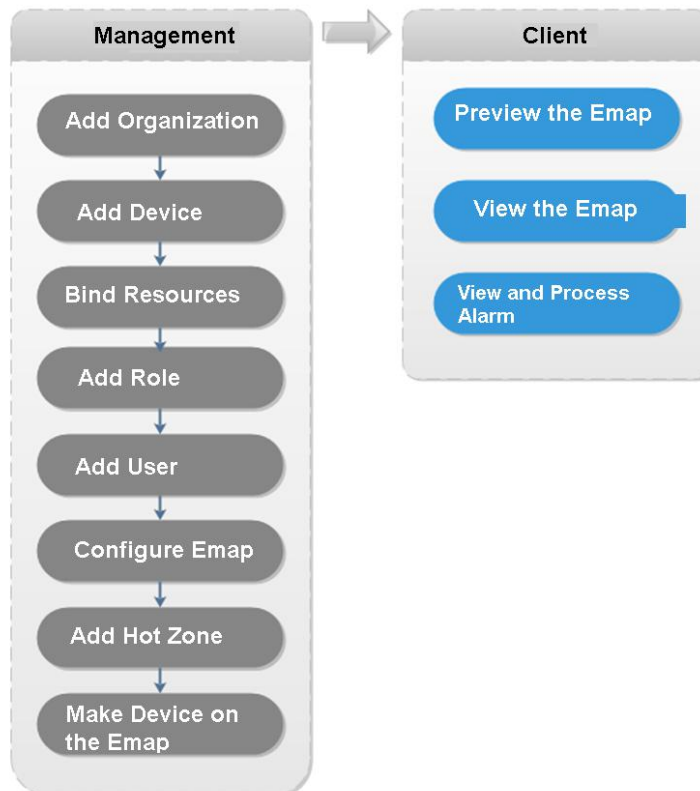 Management
Add Organization
Add Device
Bind Resources
Add Role
Add User
Configure Emap
Add Hot Zone
Make Device on
the Emap
Client
Preview the Emap
View the Emap
View and Process
Alarm